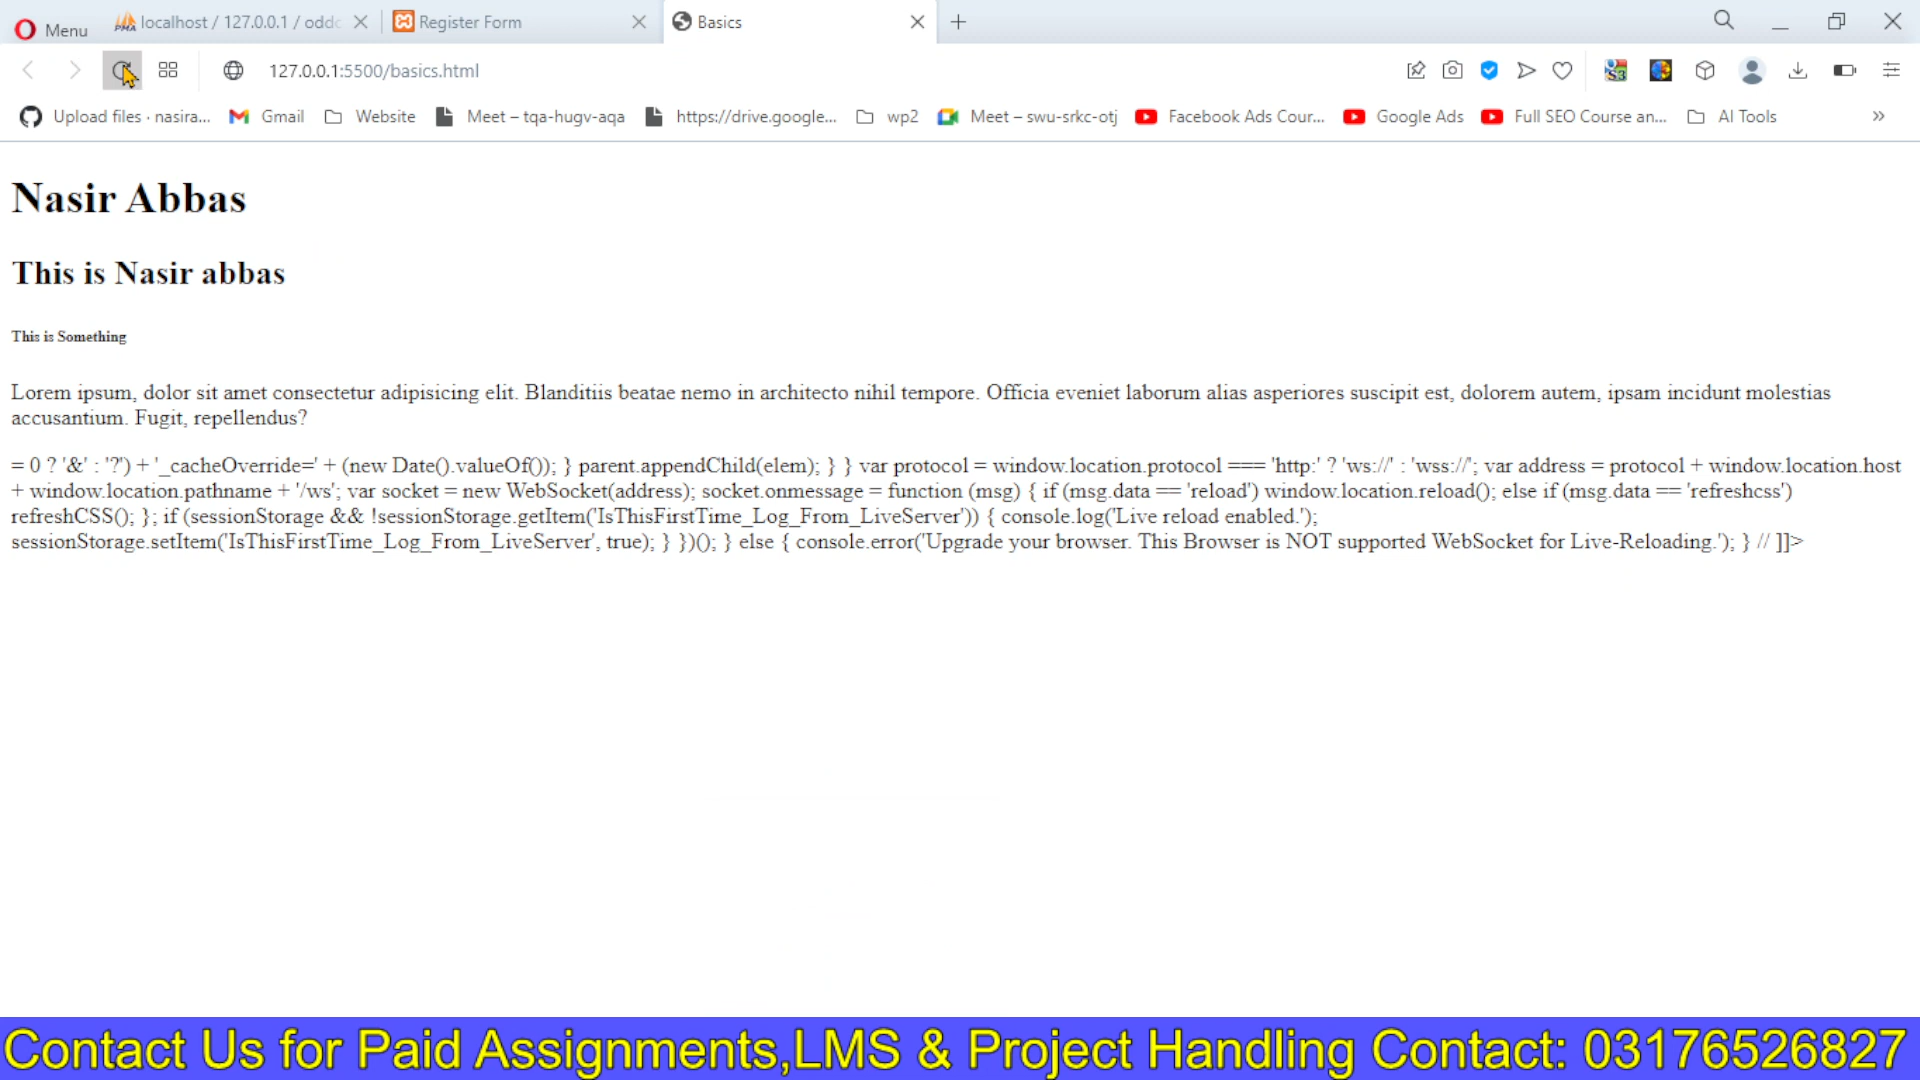 Menu
localhost / 127.0.0.1 / oddc
Register Form
Basics
127.0.0.1:5500/basics.html
Upload files · nasira...
Gmail
Website
Meet – tqa-hugv-aqa
https://drive.google...
wp2
Meet – swu-srkc-otj
Facebook Ads Cour...
Google Ads
Full SEO Course an...
AI Tools
Nasir Abbas
This is Nasir abbas
This is Something
Lorem ipsum, dolor sit amet consectetur adipisicing elit. Blanditiis beatae nemo in architecto nihil tempore. Officia eveniet laborum alias asperiores suscipit est, dolorem autem, ipsam incidunt molestias
accusantium. Fugit, repellendus?
= 0 ? '&' : '?') + '_cacheOverride=' + (new Date().valueOf()); } parent.appendChild(elem); } } var protocol = window.location.protocol === 'http:' ? 'ws://' : 'wss://'; var address = protocol + window.location.host
+ window.location.pathname + '/ws'; var socket = new WebSocket(address); socket.onmessage = function (msg) { if (msg.data == 'reload') window.location.reload(); else if (msg.data == 'refreshcss')
refreshCSS(); }; if (sessionStorage && !sessionStorage.getItem('IsThisFirstTime_Log_From_LiveServer')) { console.log('Live reload enabled.');
sessionStorage.setItem('IsThisFirstTime_Log_From_LiveServer', true); } })(); } else { console.error('Upgrade your browser. This Browser is NOT supported WebSocket for Live-Reloading.'); } // ]]>
Contact Us for Paid Assignments,LMS & Project Handling Contact: 03176526827